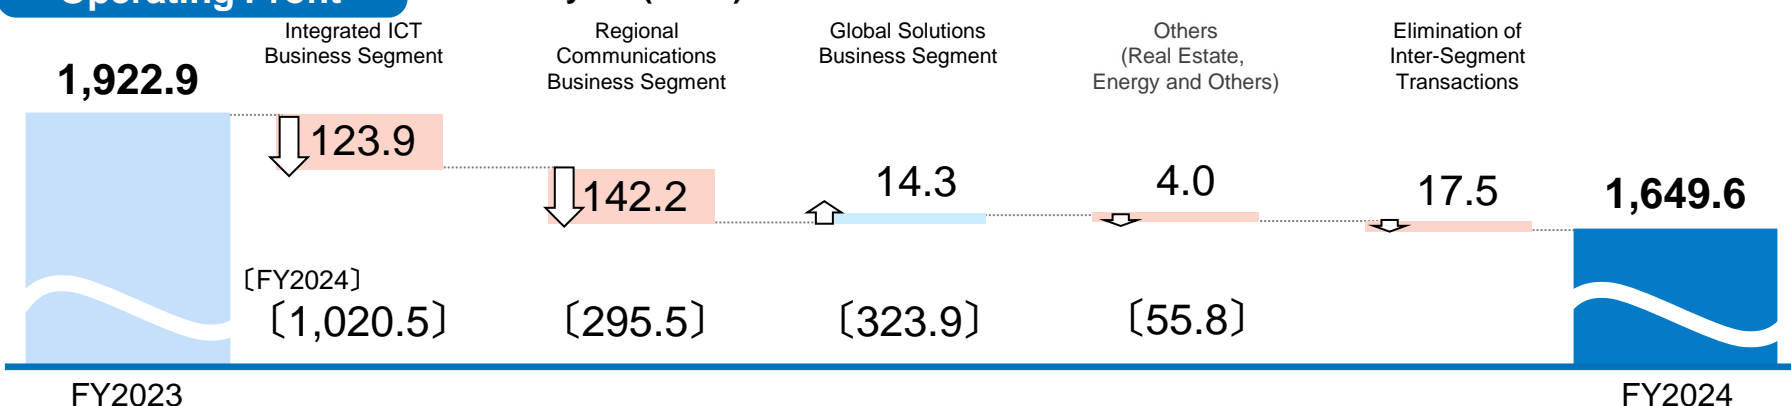 Operating Profit
Integrated ICT
Business Segment
Regional
Communications
Business Segment
Global Solutions
Business Segment
Others
(Real Estate,
Energy and Others)
Elimination of
Inter-Segment
Transactions
1,922.9
123.9
142.2
14.3
4.0
17.5
1,649.6
〔FY2024〕
〔1,020.5〕
〔295.5〕
〔323.9〕
〔55.8〕
FY2023
FY2024